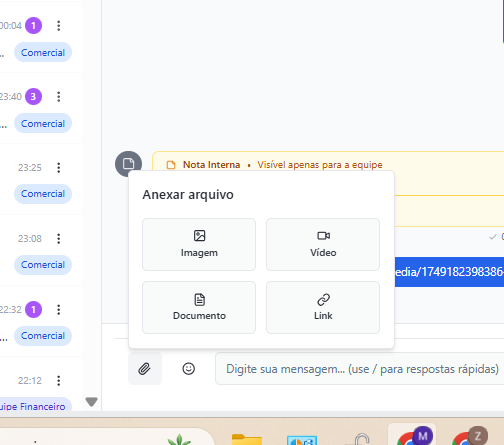 00:04 1
Comercial
23:40 3
Comercial
23:25
Comercial
23:08
Comercial
22:32 1
Comercial
22:12
uipe Financeiro
Nota Interna • Visível apenas para a equipe
Anexar arquivo
Imagem
Vídeo
Documento
Link
edia/1749182398386
Digite sua mensagem... (use / para respostas rápidas)
M
Z